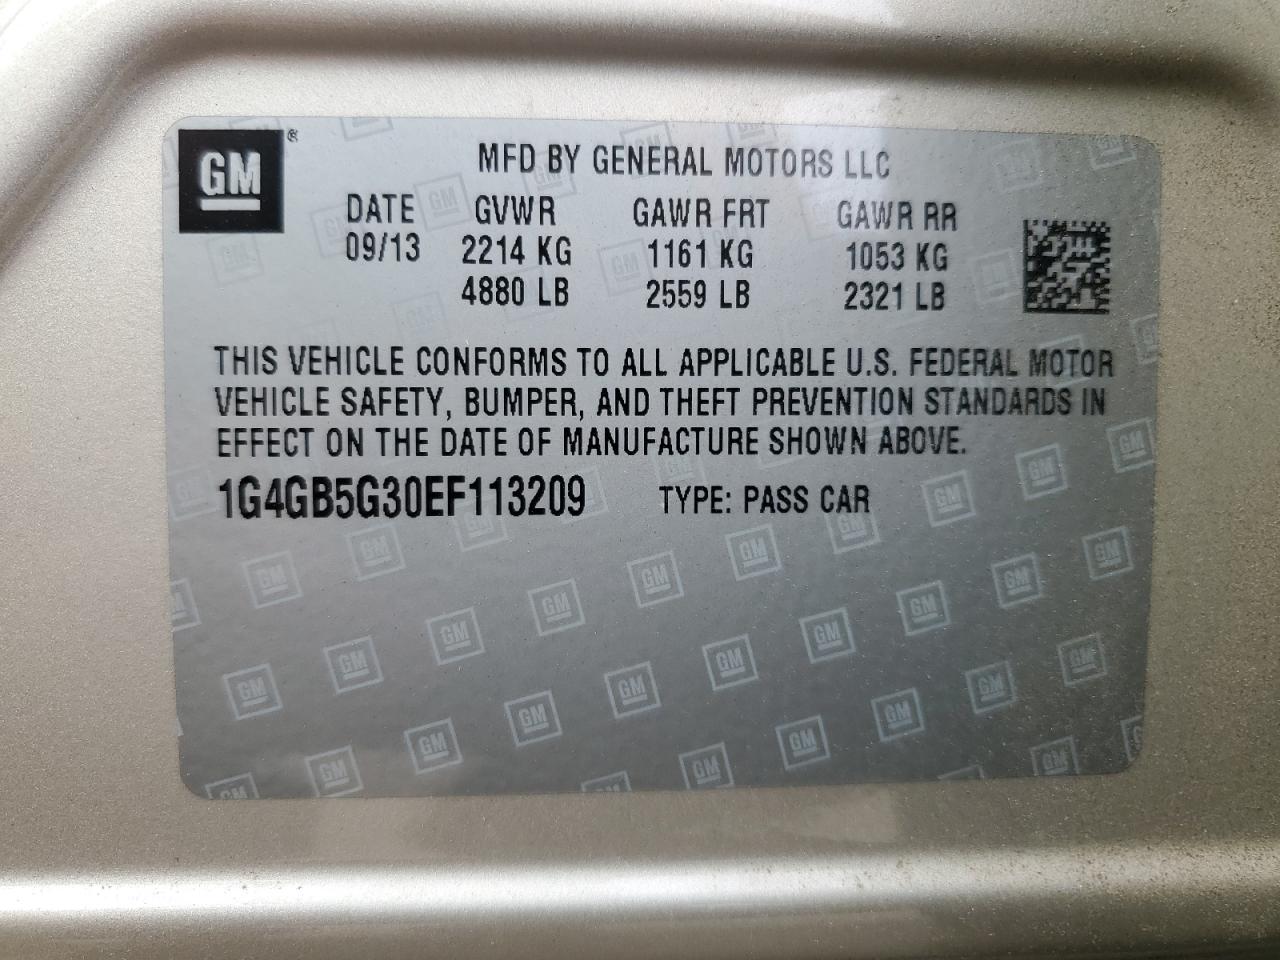 GM ®
MFD BY GENERAL MOTORS LLC
DATE GVWR GAWR FRT GAWR RR
09/13 2214 KG 1161 KG 1053 KG
4880 LB 2559 LB 2321 LB
THIS VEHICLE CONFORMS TO ALL APPLICABLE U.S. FEDERAL MOTOR
VEHICLE SAFETY, BUMPER, AND THEFT PREVENTION STANDARDS IN
EFFECT ON THE DATE OF MANUFACTURE SHOWN ABOVE.
1G4GB5G30EF113209 TYPE: PASS CAR